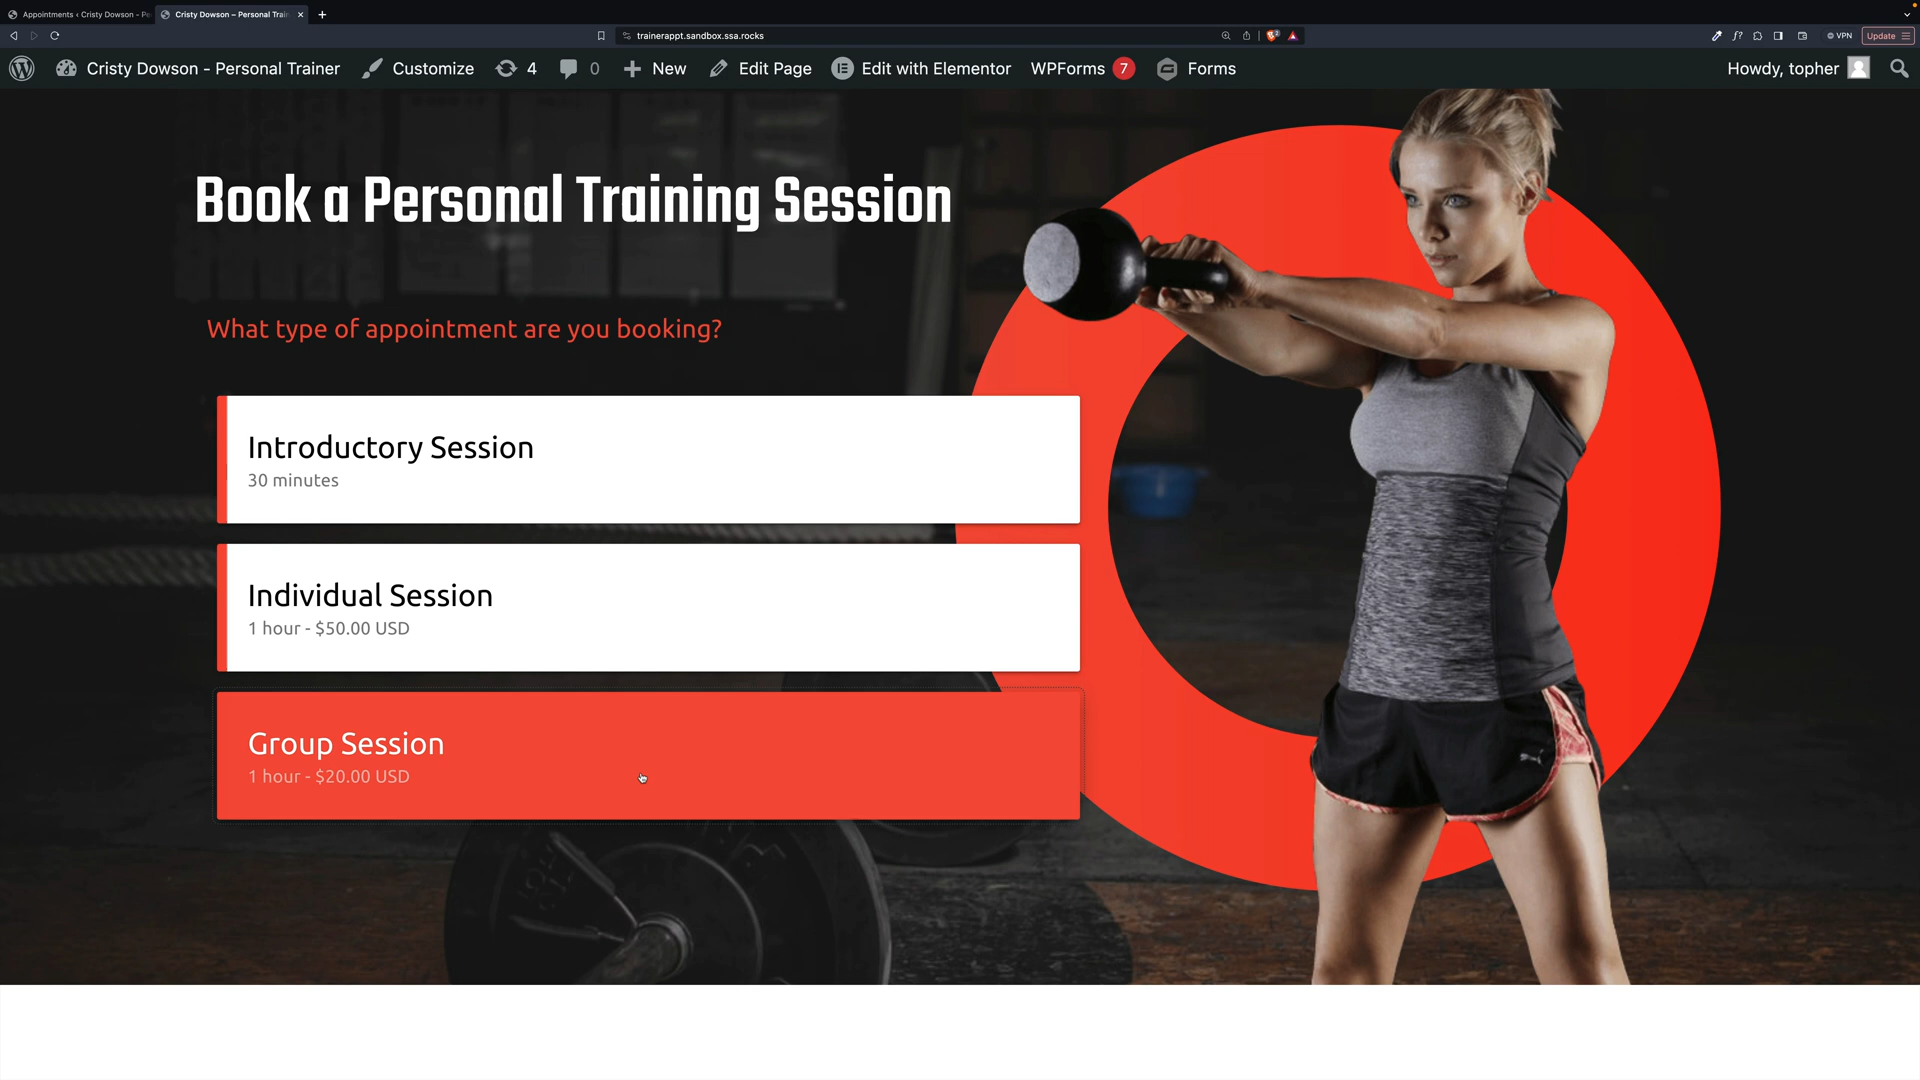 Appointments ‹ Cristy Dowson - Pe
Cristy Dowson – Personal Train
trainerappt.sandbox.ssa.rocks
VPN
Update
Cristy Dowson - Personal Trainer
Customize
4
0
New
Edit Page
Edit with Elementor
WPForms 7
Forms
Howdy, topher
Book a Personal Training Session
What type of appointment are you booking?
Introductory Session
30 minutes
Individual Session
1 hour - $50.00 USD
Group Session
1 hour - $20.00 USD